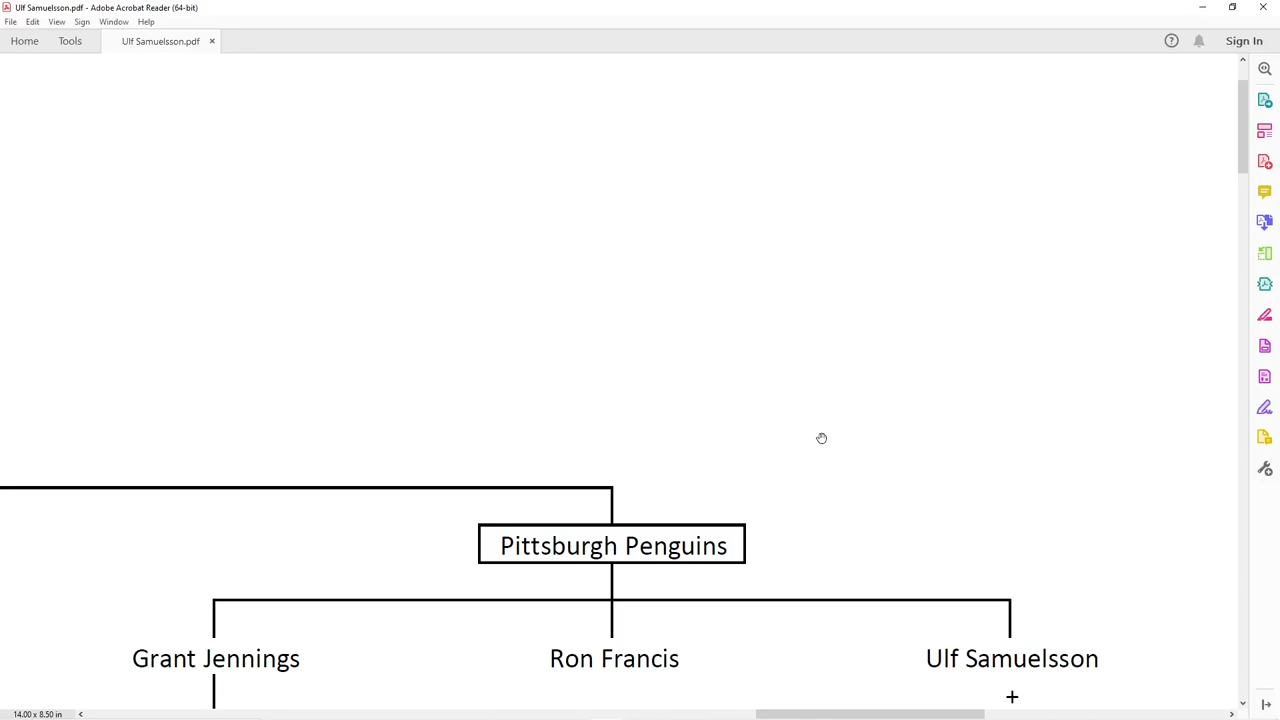 Ulf Samuelsson.pdf - Adobe Acrobat Reader (64-bit)
File Edit View Sign Window Help
Home Tools Ulf Samuelsson.pdf × Sign In
Pittsburgh Penguins
Grant Jennings Ron Francis Ulf Samuelsson
+
14.00 x 8.50 in